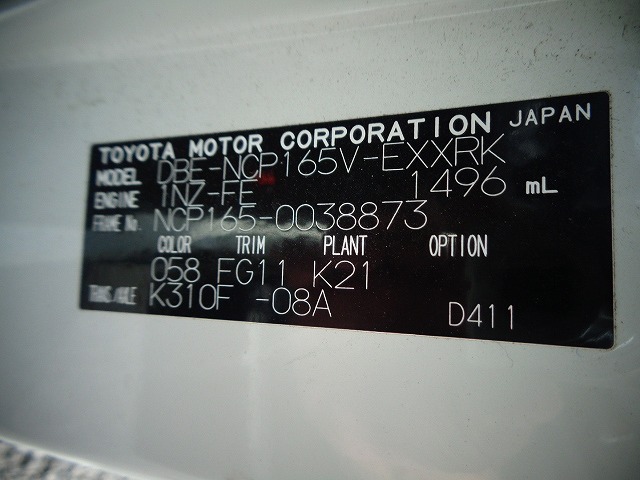 TOYOTA MOTOR CORPORATION JAPAN
MODEL DBE-NCP165V-EXXRK
ENGINE 1NZ-FE 1496 mL
FRAME No. NCP165-0038873
COLOR TRIM PLANT OPTION
058 FG11 K21
TRANS/AXLE K310F -08A
D411